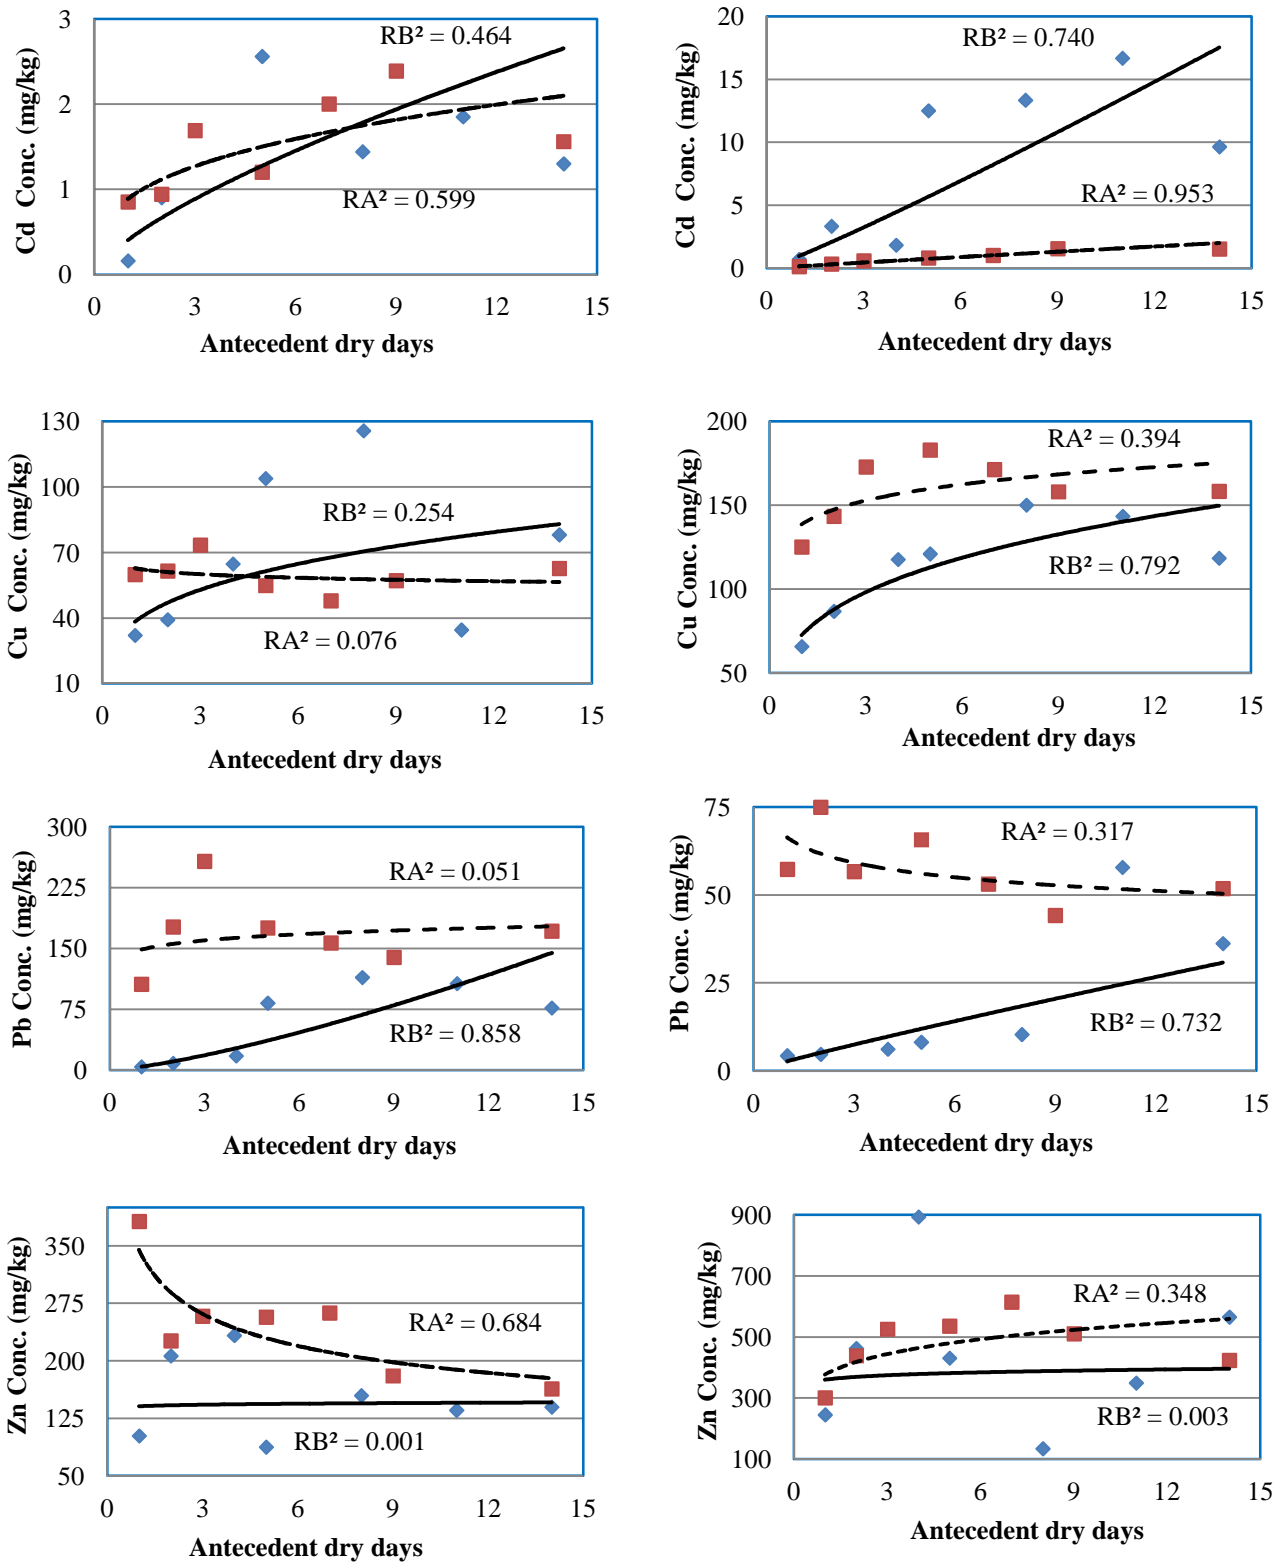 3
2
1
0
Cd  Conc. (mg/kg)
RB² = 0.464
RA² = 0.599
0 3 6 9 12 15
Antecedent dry days
20
15
10
5
0
Cd  Conc. (mg/kg)
RB² = 0.740
RA² = 0.953
0 3 6 9 12 15
Antecedent dry days
130
100
70
40
10
Cu  Conc. (mg/kg)
RB² = 0.254
RA² = 0.076
0 3 6 9 12 15
Antecedent dry days
200
150
100
50
Cu Conc. (mg/kg)
RA² = 0.394
RB² = 0.792
0 3 6 9 12 15
Antecedent dry days
300
225
150
75
0
Pb Conc. (mg/kg)
RA² = 0.051
RB² = 0.858
0 3 6 9 12 15
Antecedent dry days
75
50
25
0
Pb Conc. (mg/kg)
RA² = 0.317
RB² = 0.732
0 3 6 9 12 15
Antecedent dry days
350
275
200
125
50
Zn Conc. (mg/kg)
RA² = 0.684
RB² = 0.001
0 3 6 9 12 15
Antecedent dry days
900
700
500
300
100
Zn Conc. (mg/kg)
RA² = 0.348
RB² = 0.003
0 3 6 9 12 15
Antecedent dry days